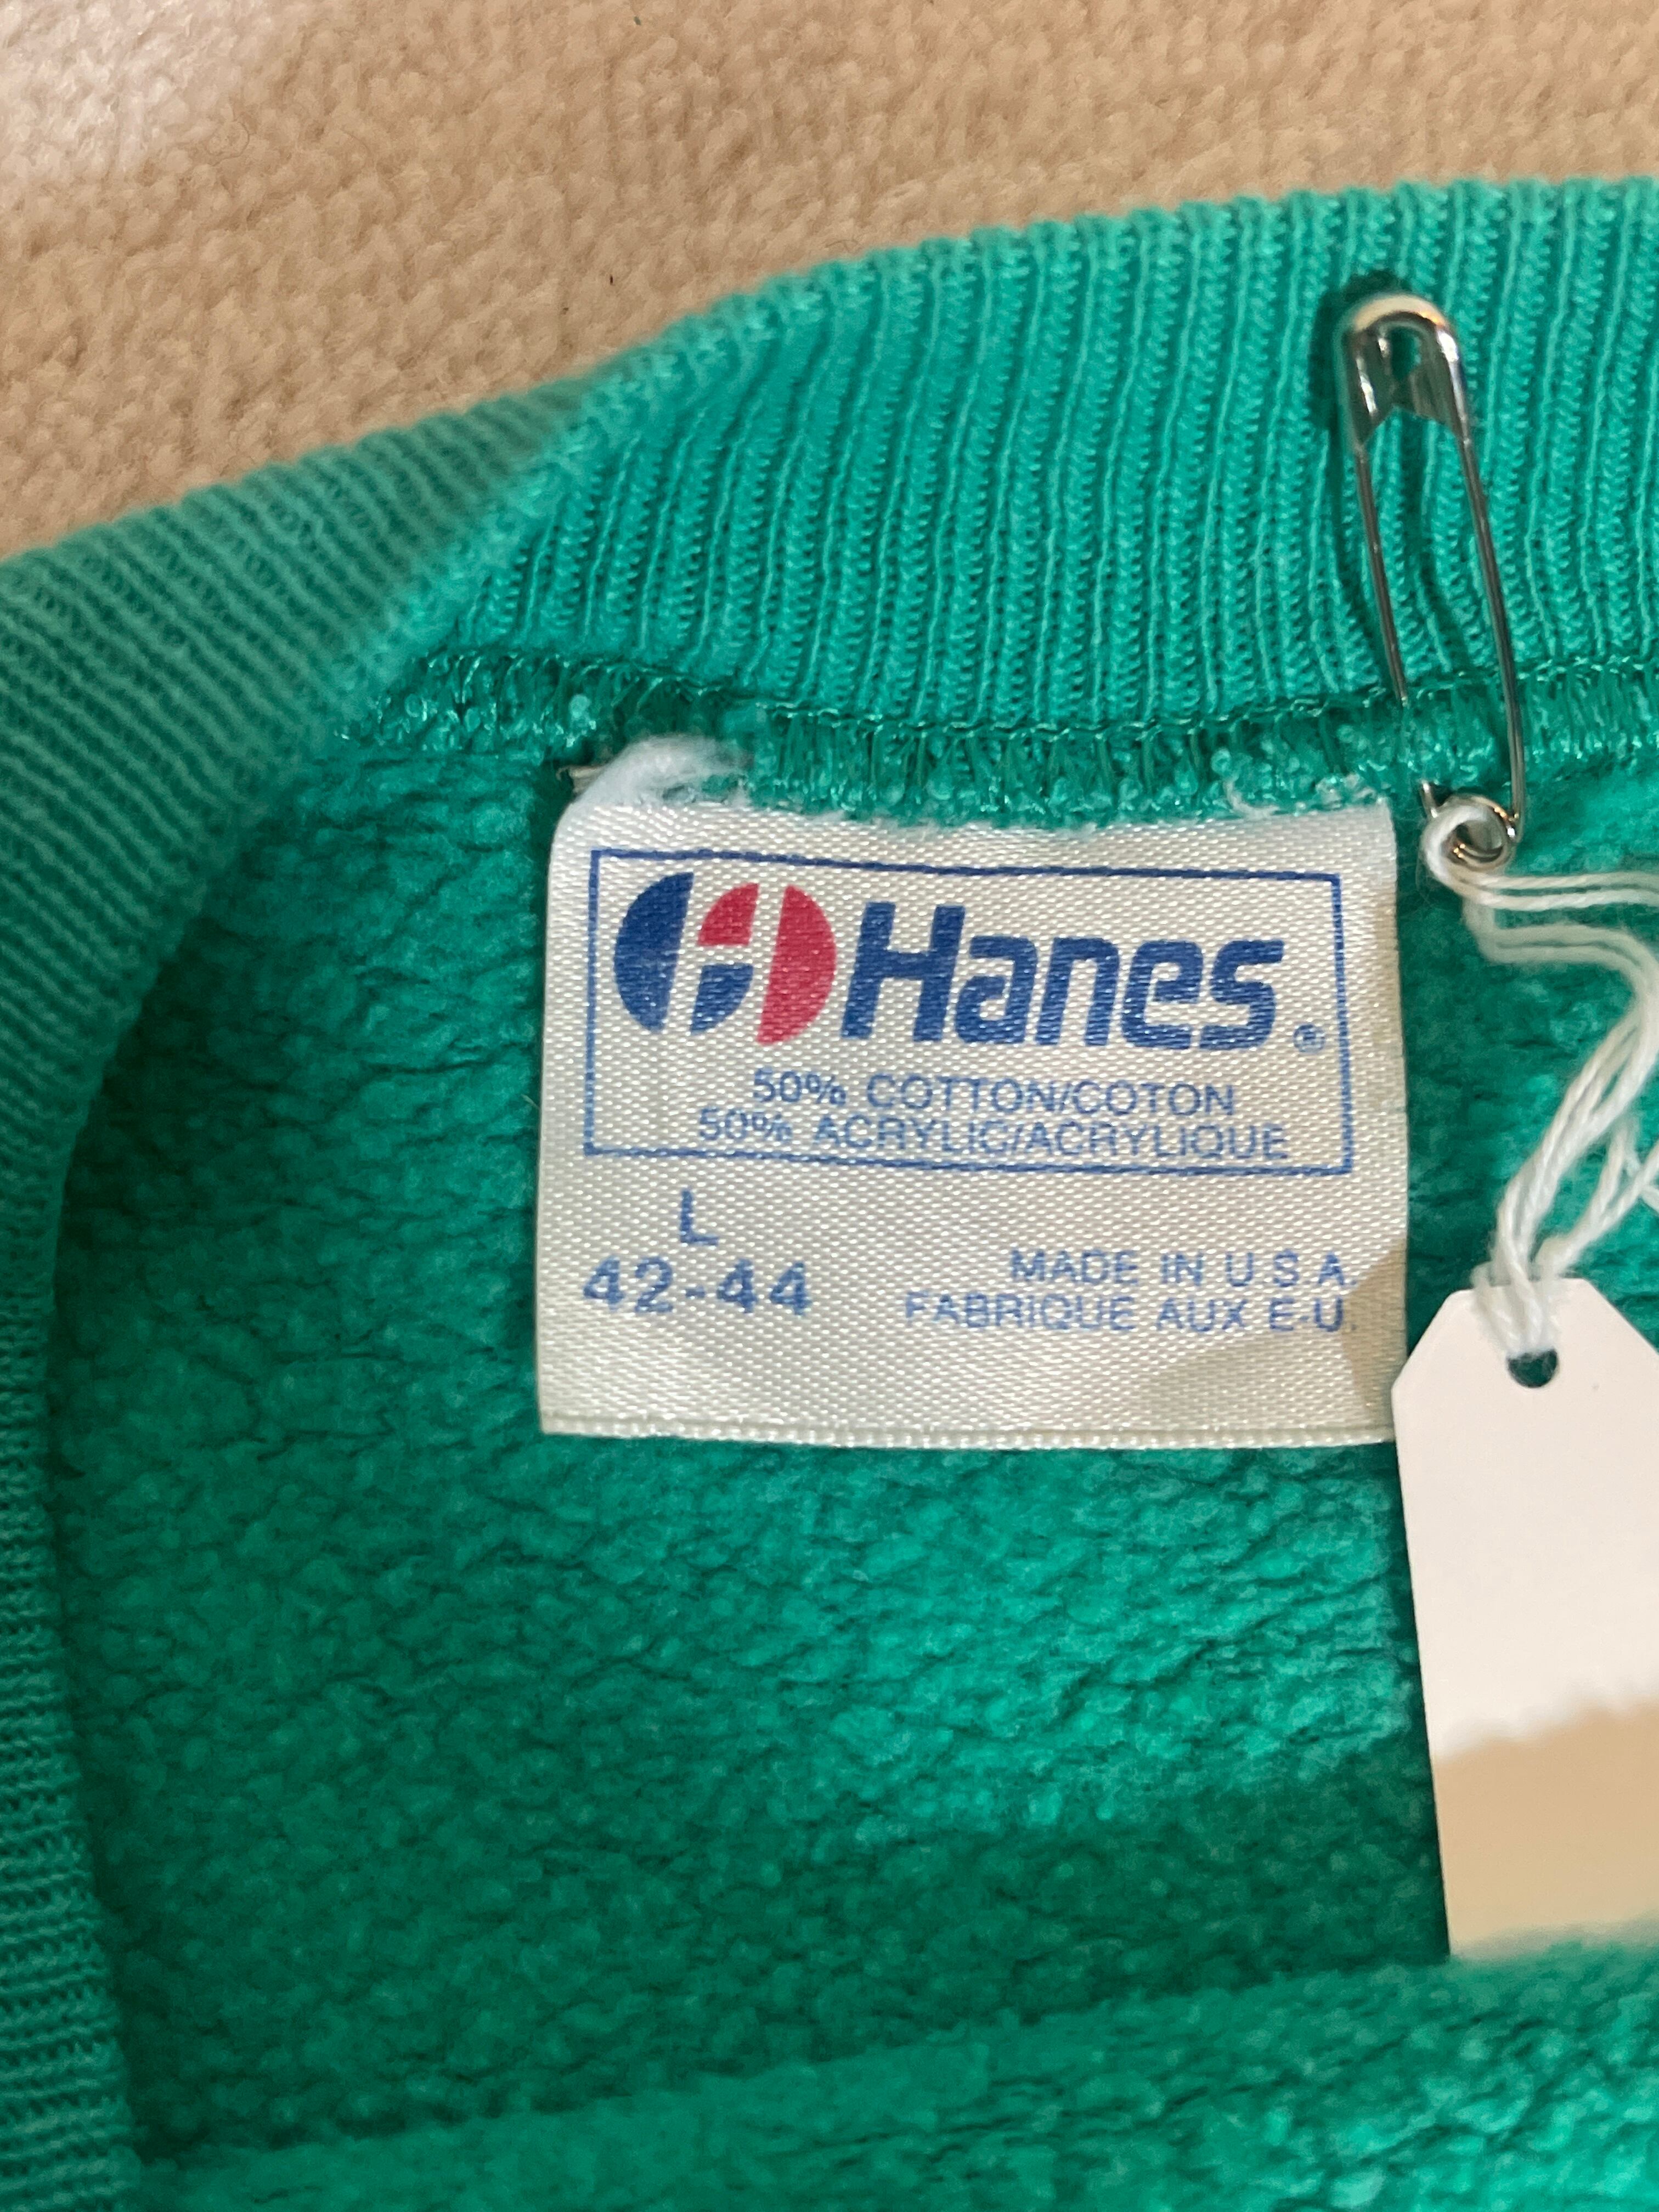 Hanes®
50% COTTON/COTON
50% ACRYLIC/ACRYLIQUE
L
42-44
MADE IN U.S.A.
FABRIQUE AUX E-U.